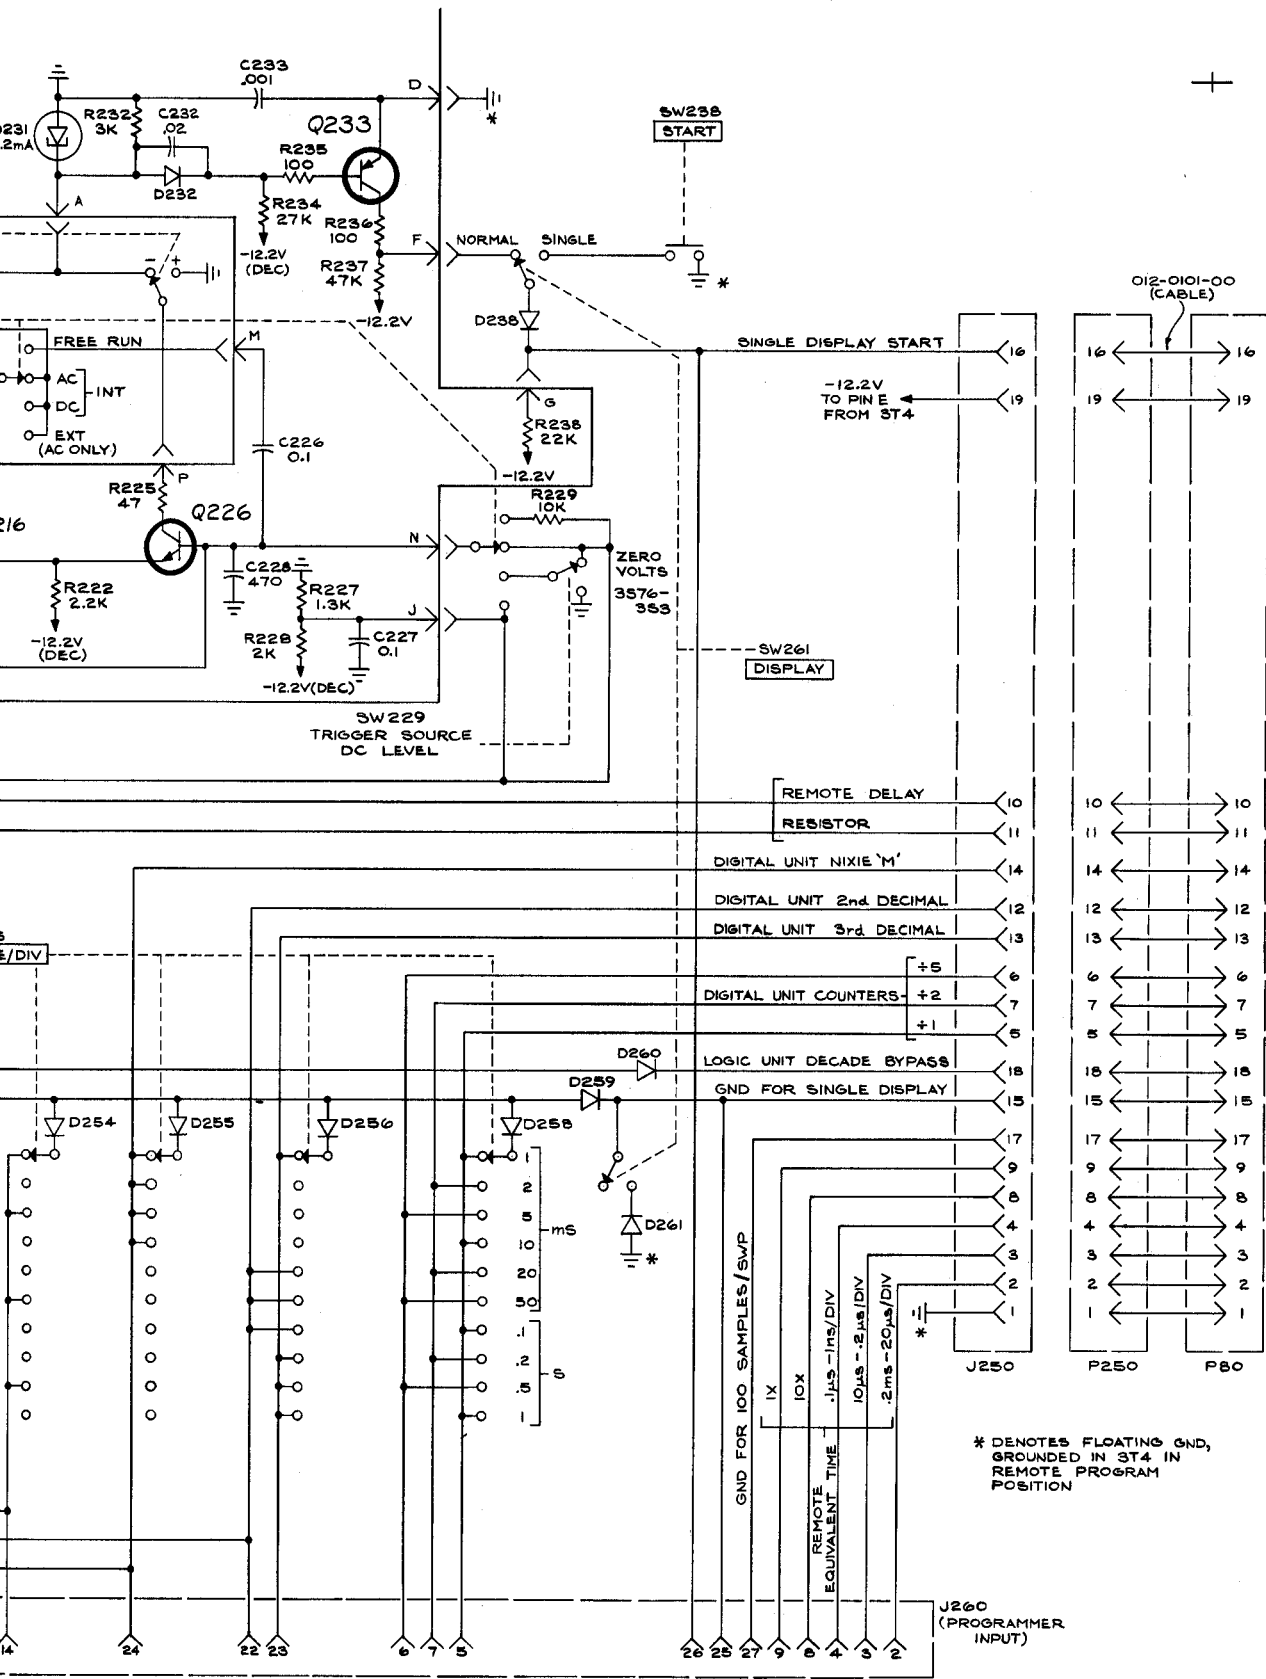 C233
.001
D
*
SW238
START
D231
.2mA
R232
3K
C232
.02
Q233
R235
100
D232
A
R234
27K
-12.2V
(DEC)
R236
100
R237
47K
-12.2V
F
NORMAL
SINGLE
*
- +
D238
M
FREE RUN
AC
DC
INT
EXT
(AC ONLY)
C226
0.1
G
R238
22K
-12.2V
SINGLE DISPLAY START
16
-12.2V
TO PIN E
FROM 3T4
19
012-0101-00
(CABLE)
16 16
19 19
P
R225
47
Q226
216
R229
10K
N
ZERO
VOLTS
3S76-
3S3
C228
470
R222
2.2K
-12.2V
(DEC)
R227
1.3K
R228
2K
C227
0.1
-12.2V(DEC)
J
SW229
TRIGGER SOURCE
DC LEVEL
SW261
DISPLAY
REMOTE DELAY
RESISTOR
10 10 10
11 11 11
DIGITAL UNIT NIXIE 'M'
14 14 14
DIGITAL UNIT 2nd DECIMAL
12 12 12
DIGITAL UNIT 3rd DECIMAL
13 13 13
E/DIV
÷5
6 6 6
DIGITAL UNIT COUNTERS
÷2
7 7 7
÷1
5 5 5
D260
LOGIC UNIT DECADE BYPASS
18 18 18
D259
GND FOR SINGLE DISPLAY
15 15 15
D254
D255
D256
D258
17 17 17
9 9 9
8 8 8
4 4 4
3 3 3
2 2 2
1 1 1
*
1
2
5
10
20
50
mS
.1
.2
.5
1
S
D261
*
J250
P250
P80
GND FOR 100 SAMPLES/SWP
1X
10X
.1µs-1ns/DIV
10µs-.2µs/DIV
.2ms-20µs/DIV
REMOTE
EQUIVALENT TIME
* DENOTES FLOATING GND,
GROUNDED IN 3T4 IN
REMOTE PROGRAM
POSITION
J260
(PROGRAMMER
INPUT)
14 24 22 23 6 7 5 26 25 27 9 8 4 3 2